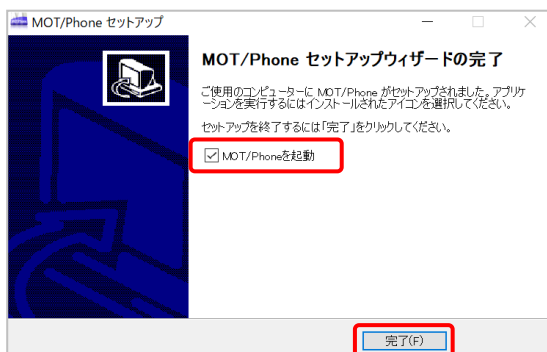 MOT/Phone セットアップ
MOT/Phone セットアップウィザードの完了
ご使用のコンピューターに MOT/Phone がセットアップされました。アプリケ
ーションを実行するにはインストールされたアイコンを選択してください。
セットアップを終了するには「完了」をクリックしてください。
MOT/Phoneを起動
完了(F)